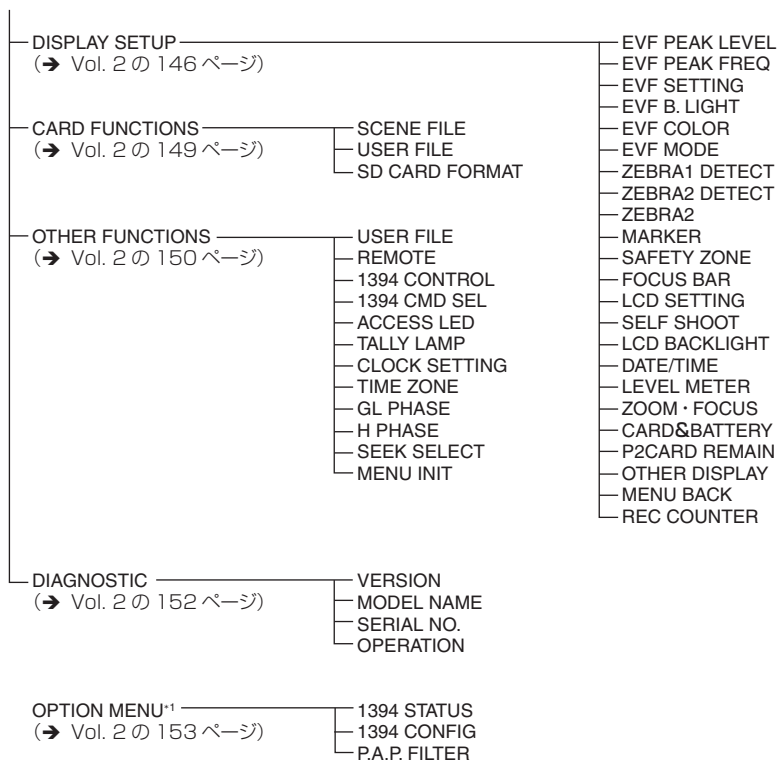 DISPLAY SETUP
（➔ Vol. 2 の 146 ページ）
EVF PEAK LEVEL
EVF PEAK FREQ
EVF SETTING
EVF B. LIGHT
EVF COLOR
EVF MODE
ZEBRA1 DETECT
ZEBRA2 DETECT
ZEBRA2
MARKER
SAFETY ZONE
FOCUS BAR
LCD SETTING
SELF SHOOT
LCD BACKLIGHT
DATE/TIME
LEVEL METER
ZOOM・FOCUS
CARD&BATTERY
P2CARD REMAIN
OTHER DISPLAY
MENU BACK
REC COUNTER
CARD FUNCTIONS
（➔ Vol. 2 の 149 ページ）
SCENE FILE
USER FILE
SD CARD FORMAT
OTHER FUNCTIONS
（➔ Vol. 2 の 150 ページ）
USER FILE
REMOTE
1394 CONTROL
1394 CMD SEL
ACCESS LED
TALLY LAMP
CLOCK SETTING
TIME ZONE
GL PHASE
H PHASE
SEEK SELECT
MENU INIT
DIAGNOSTIC
（➔ Vol. 2 の 152 ページ）
VERSION
MODEL NAME
SERIAL NO.
OPERATION
OPTION MENU*1
（➔ Vol. 2 の 153 ページ）
1394 STATUS
1394 CONFIG
P.A.P. FILTER